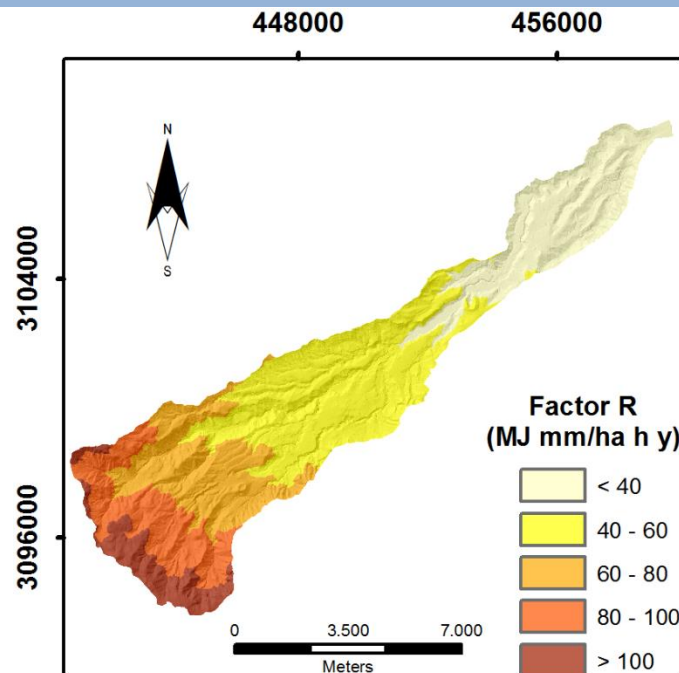 448000 456000
N
S
3104000
3096000
Factor R
(MJ mm/ha h y)
< 40
40 - 60
60 - 80
80 - 100
> 100
0 3.500 7.000
Meters